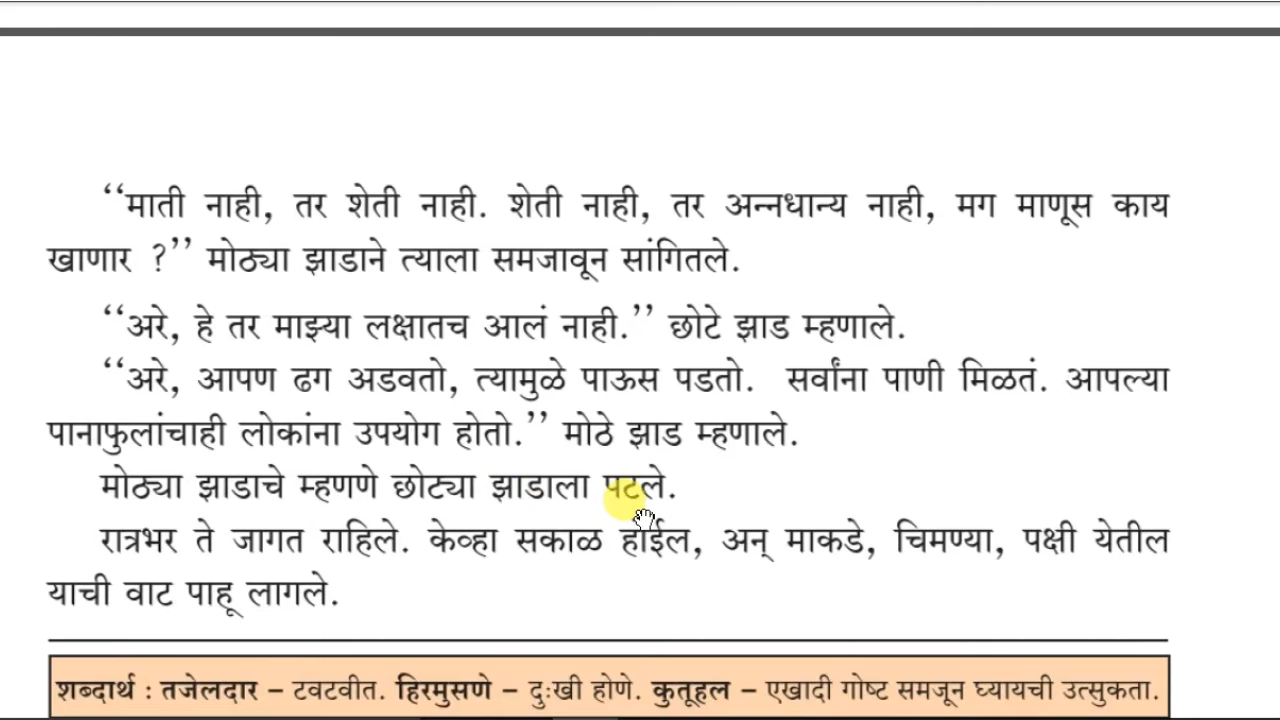 ‘‘माती नाही, तर शेती नाही. शेती नाही, तर अन्नधान्य नाही, मग माणूस काय
खाणार ?’’ मोठ्या झाडाने त्याला समजावून सांगितले.
‘‘अरे, हे तर माझ्या लक्षातच आलं नाही.’’ छोटे झाड म्हणाले.
‘‘अरे, आपण ढग अडवतो, त्यामुळे पाऊस पडतो. सर्वांना पाणी मिळतं. आपल्या
पानाफुलांचाही लोकांना उपयोग होतो.’’ मोठे झाड म्हणाले.
मोठ्या झाडाचे म्हणणे छोट्या झाडाला पटले.
रात्रभर ते जागत राहिले. केव्हा सकाळ होईल, अन् माकडे, चिमण्या, पक्षी येतील
याची वाट पाहू लागले.
शब्दार्थ : तजेलदार – टवटवीत. हिरमुसणे – दुःखी होणे. कुतूहल – एखादी गोष्ट समजून घ्यायची उत्सुकता.